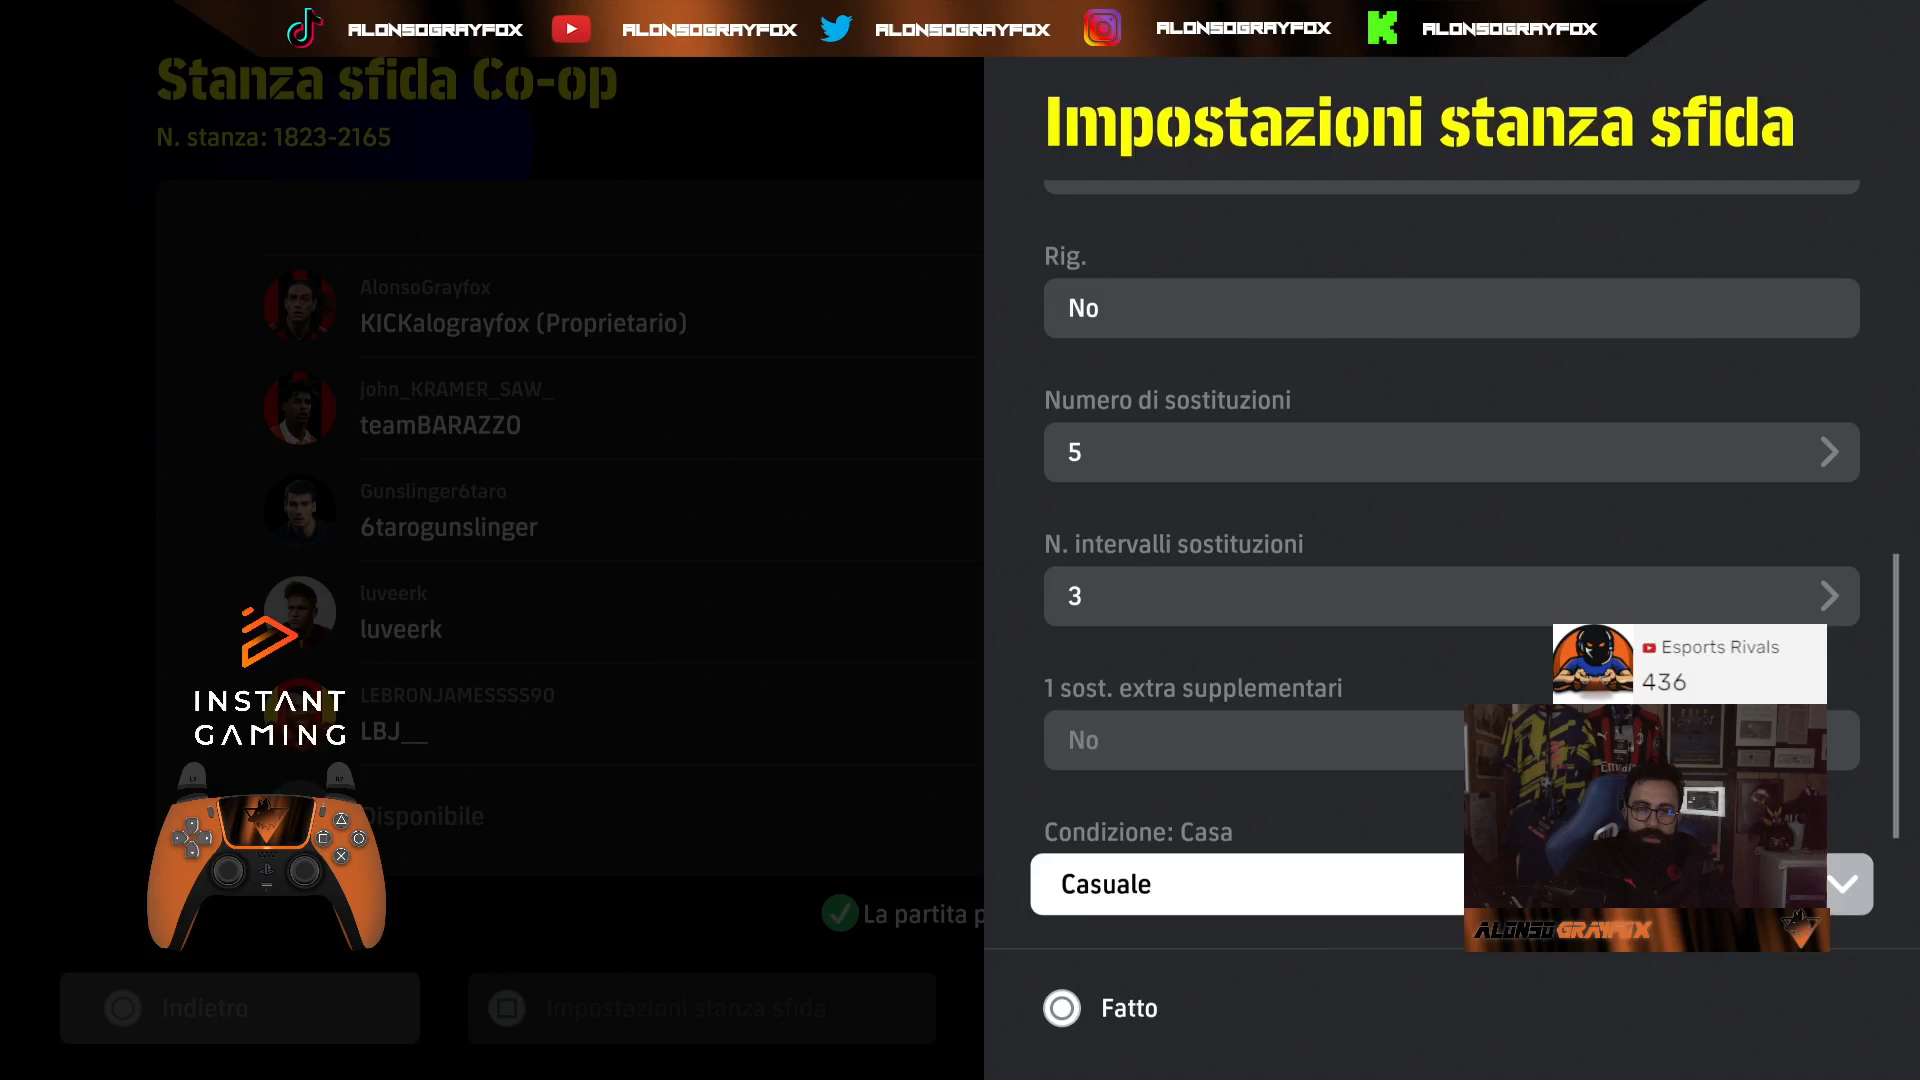 ALONSOGRAYFOX ALONSOGRAYFOX ALONSOGRAYFOX ALONSOGRAYFOX ALONSOGRAYFOX
Stanza sfida Co-op
N. stanza: 1823-2165
AlonsoGrayfox
KICKalograyfox (Proprietario)
john_KRAMER_SAW_
teamBARAZZO
Gunslinger6taro
6tarogunslinger
luveerk
luveerk
LEBRONJAMESSSS90
LBJ__
Disponibile
INSTANT
GAMING
La partita p
Indietro
Impostazioni stanza sfida
Impostazioni stanza sfida
Rig.
No
Numero di sostituzioni
5
N. intervalli sostituzioni
3
1 sost. extra supplementari
No
Condizione: Casa
Casuale
Esports Rivals
436
ALONSOGRAYFOX
Fatto